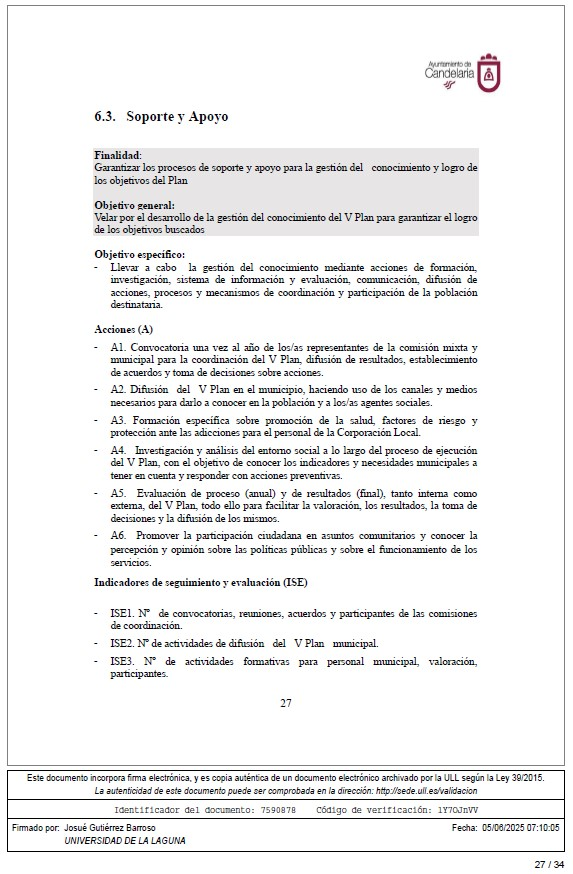 Ayuntamiento de
Candelaria
6.3. Soporte y Apoyo
Finalidad:
Garantizar los procesos de soporte y apoyo para la gestión del conocimiento y logro de
los objetivos del Plan
Objetivo general:
Velar por el desarrollo de la gestión del conocimiento del V Plan para garantizar el logro
de los objetivos buscados
Objetivo específico:
- Llevar a cabo la gestión del conocimiento mediante acciones de formación,
investigación, sistema de información y evaluación, comunicación, difusión de
acciones, procesos y mecanismos de coordinación y participación de la población
destinataria.
Acciones (A)
- A1. Convocatoria una vez al año de los/as representantes de la comisión mixta y
municipal para la coordinación del V Plan, difusión de resultados, establecimiento
de acuerdos y toma de decisiones sobre acciones.
- A2. Difusión del V Plan en el municipio, haciendo uso de los canales y medios
necesarios para darlo a conocer en la población y a los/as agentes sociales.
- A3. Formación específica sobre promoción de la salud, factores de riesgo y
protección ante las adicciones para el personal de la Corporación Local.
- A4. Investigación y análisis del entorno social a lo largo del proceso de ejecución
del V Plan, con el objetivo de conocer los indicadores y necesidades municipales a
tener en cuenta y responder con acciones preventivas.
- A5. Evaluación de proceso (anual) y de resultados (final), tanto interna como
externa, del V Plan, todo ello para facilitar la valoración, los resultados, la toma de
decisiones y la difusión de los mismos.
- A6. Promover la participación ciudadana en asuntos comunitarios y conocer la
percepción y opinión sobre las políticas públicas y sobre el funcionamiento de los
servicios.
Indicadores de seguimiento y evaluación (ISE)
- ISE1. Nº de convocatorias, reuniones, acuerdos y participantes de las comisiones
de coordinación.
- ISE2. Nº de actividades de difusión del V Plan municipal.
- ISE3. Nº de actividades formativas para personal municipal, valoración,
participantes.
27
Este documento incorpora firma electrónica, y es copia auténtica de un documento electrónico archivado por la ULL según la Ley 39/2015.
La autenticidad de este documento puede ser comprobada en la dirección: http://sede.ull.es/validacion
Identificador del documento: 7590878 Código de verificación: lY7OJnVV
Firmado por: Josué Gutiérrez Barroso Fecha: 05/06/2025 07:10:05
UNIVERSIDAD DE LA LAGUNA
27 / 34